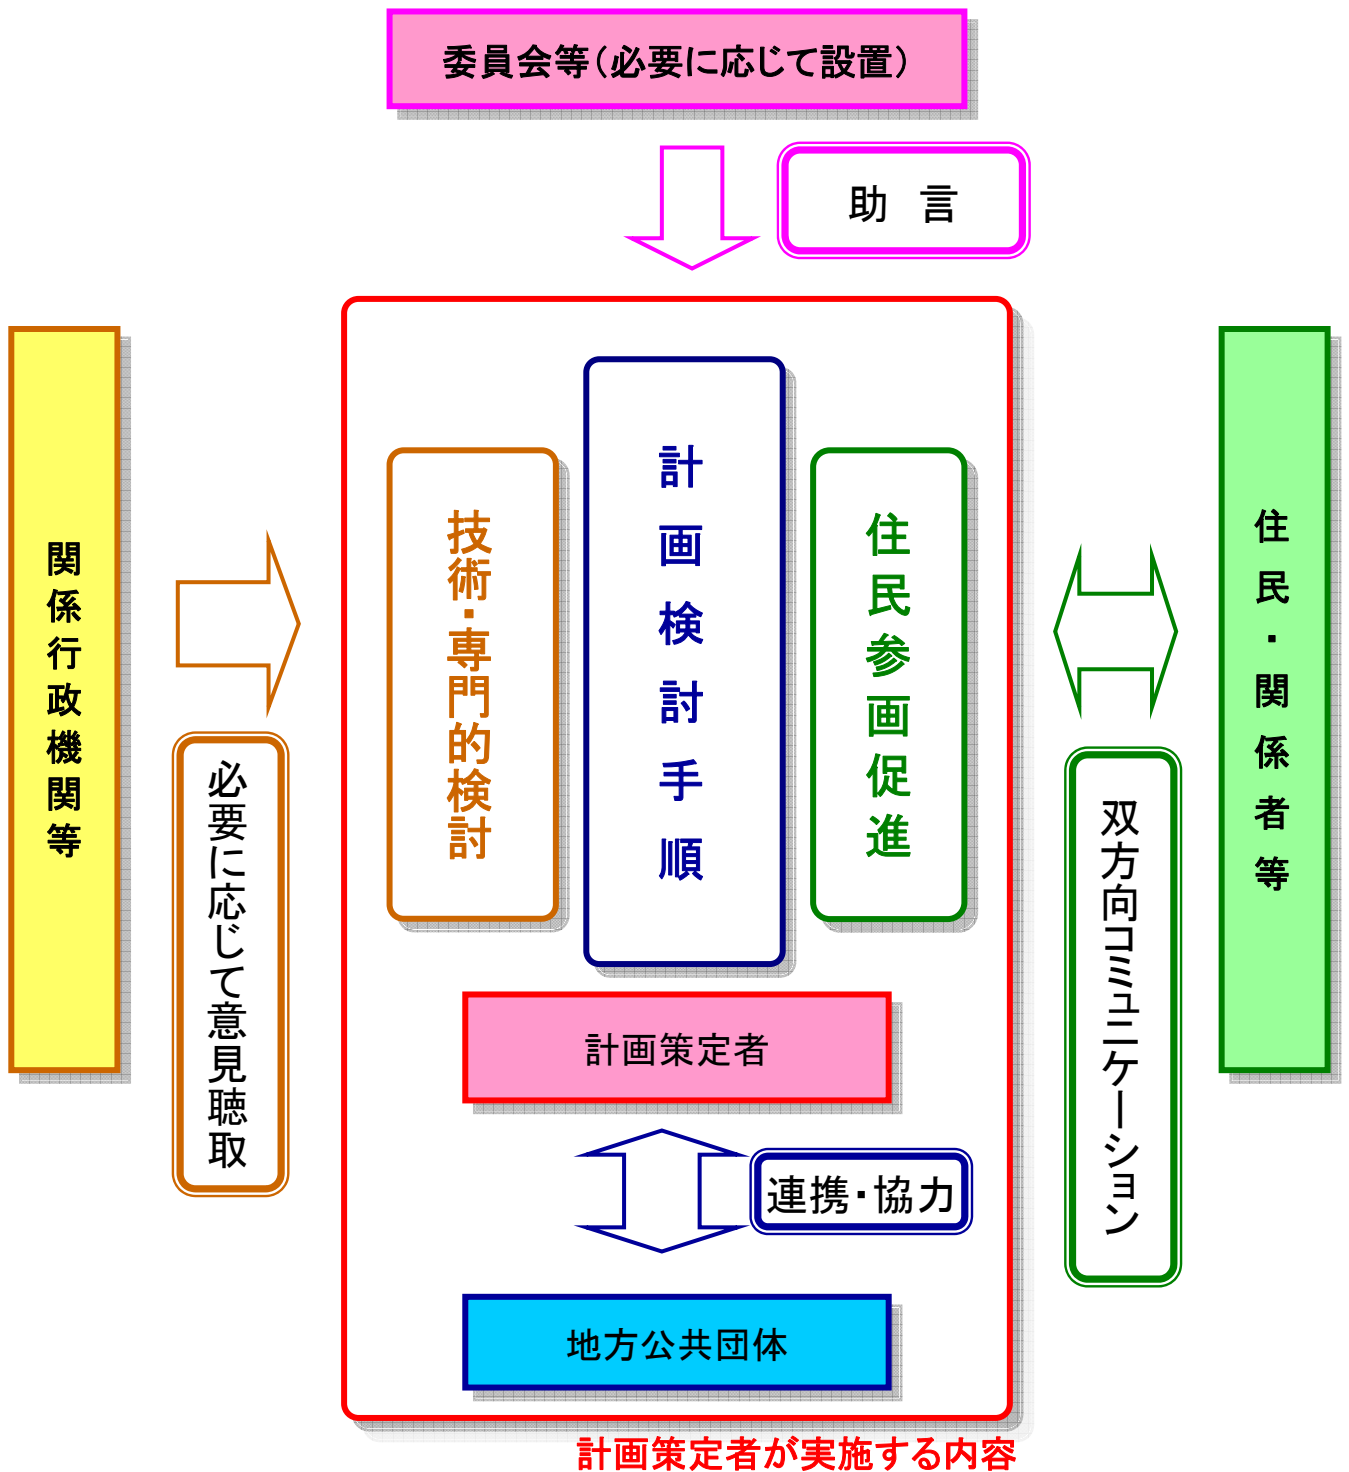 委員会等（必要に応じて設置）
助　言
関係行政機関等
必要に応じて意見聴取
技術・専門的検討
計画検討手順
住民参画促進
双方向コミュニケーション
住民・関係者等
計画策定者
連携・協力
地方公共団体
計画策定者が実施する内容